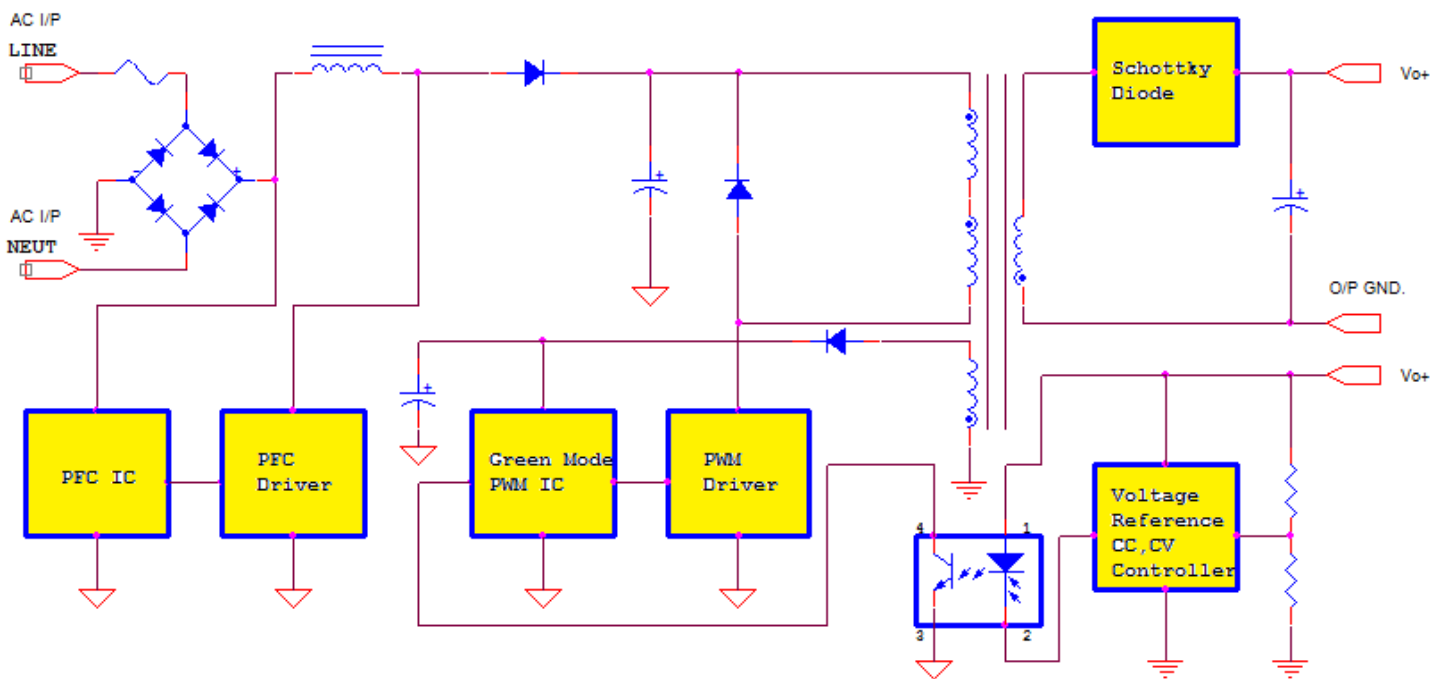 AC I/P
LINE
Schottky
Diode
Vo+
- +
+
+
AC I/P
NEUT
O/P GND.
Vo+
+
PFC IC
PFC
Driver
Green Mode
PWM IC
PWM
Driver
Voltage
Reference
CC,CV
Controller
4 1
3 2